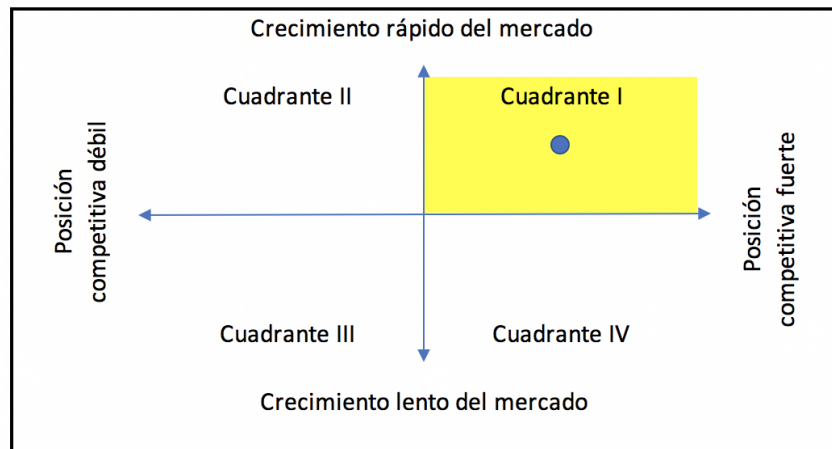 Crecimiento rápido del mercado
Cuadrante II
Cuadrante I
Posición
competitiva débil
Posición
competitiva fuerte
Cuadrante III
Cuadrante IV
Crecimiento lento del mercado